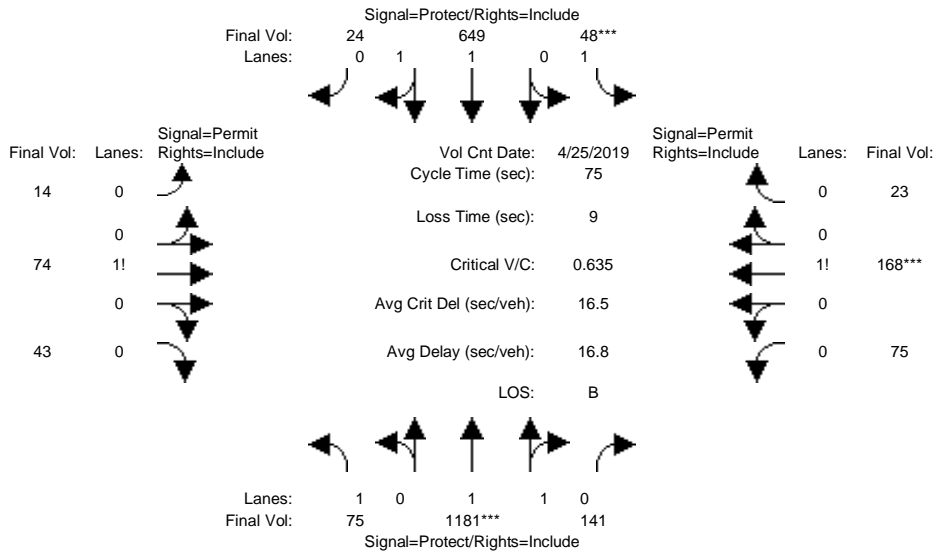 Signal=Protect/Rights=Include
Final Vol: 24 649 48***
Lanes: 0 1 1 0 1
Signal=Permit Signal=Permit
Final Vol: Lanes: Rights=Include Vol Cnt Date: 4/25/2019 Rights=Include Lanes: Final Vol:
Cycle Time (sec): 75
14 0 0 23
Loss Time (sec): 9
0 0
74 1! Critical V/C: 0.635 1! 168***
0 Avg Crit Del (sec/veh): 16.5 0
43 0 Avg Delay (sec/veh): 16.8 0 75
LOS: B
Lanes: 1 0 1 1 0
Final Vol: 75 1181*** 141
Signal=Protect/Rights=Include